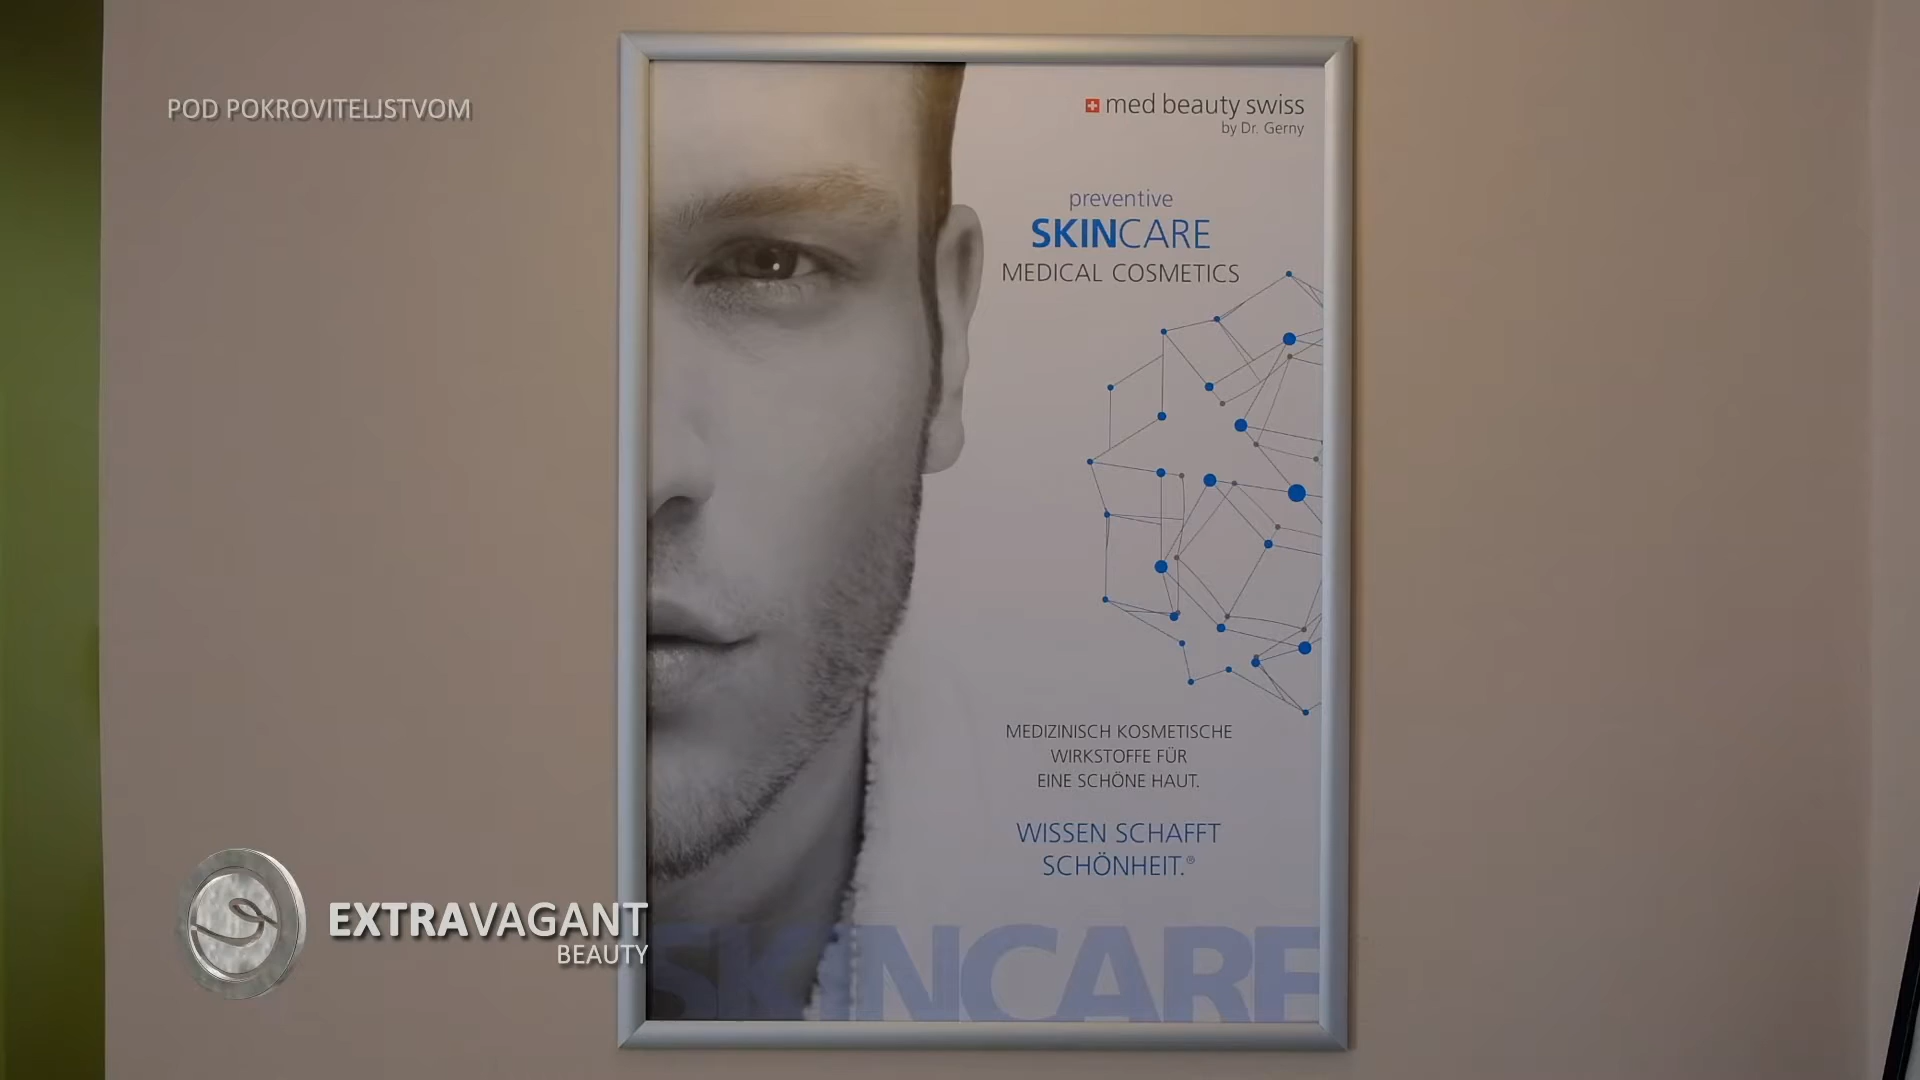 POD POKROVITELJSTVOM
med beauty swiss
by Dr. Gerny
preventive
SKINCARE
MEDICAL COSMETICS
MEDIZINISCH KOSMETISCHE
WIRKSTOFFE FÜR
EINE SCHÖNE HAUT.
WISSEN SCHAFFT
SCHÖNHEIT.®
EXTRAVAGANT
BEAUTY
SKINCARE